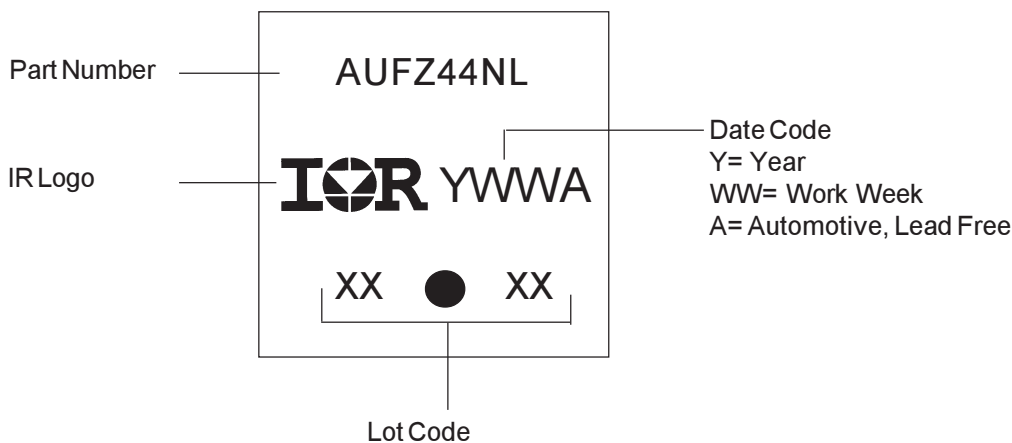 Part Number
AUFZ44NL
IR Logo
IOR YWWA
Date Code
Y= Year
WW= Work Week
A= Automotive, Lead Free
XX XX
Lot Code